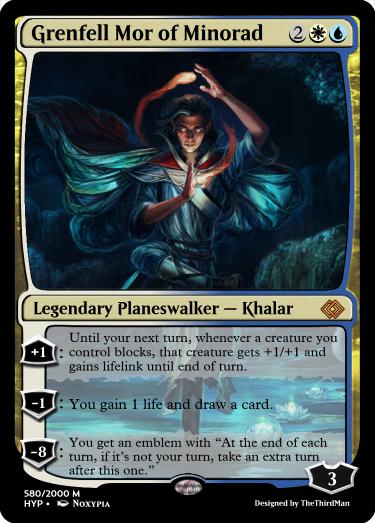 Grenfell Mor of Minorad 2
Legendary Planeswalker — Khalar
+1: Until your next turn, whenever a creature you
control blocks, that creature gets +1/+1 and
gains lifelink until end of turn.
-1: You gain 1 life and draw a card.
-8: You get an emblem with “At the end of each
turn, if it’s not your turn, take an extra turn
after this one.”
3
580/2000 M
HYP • Noxypia
Designed by TheThirdMan